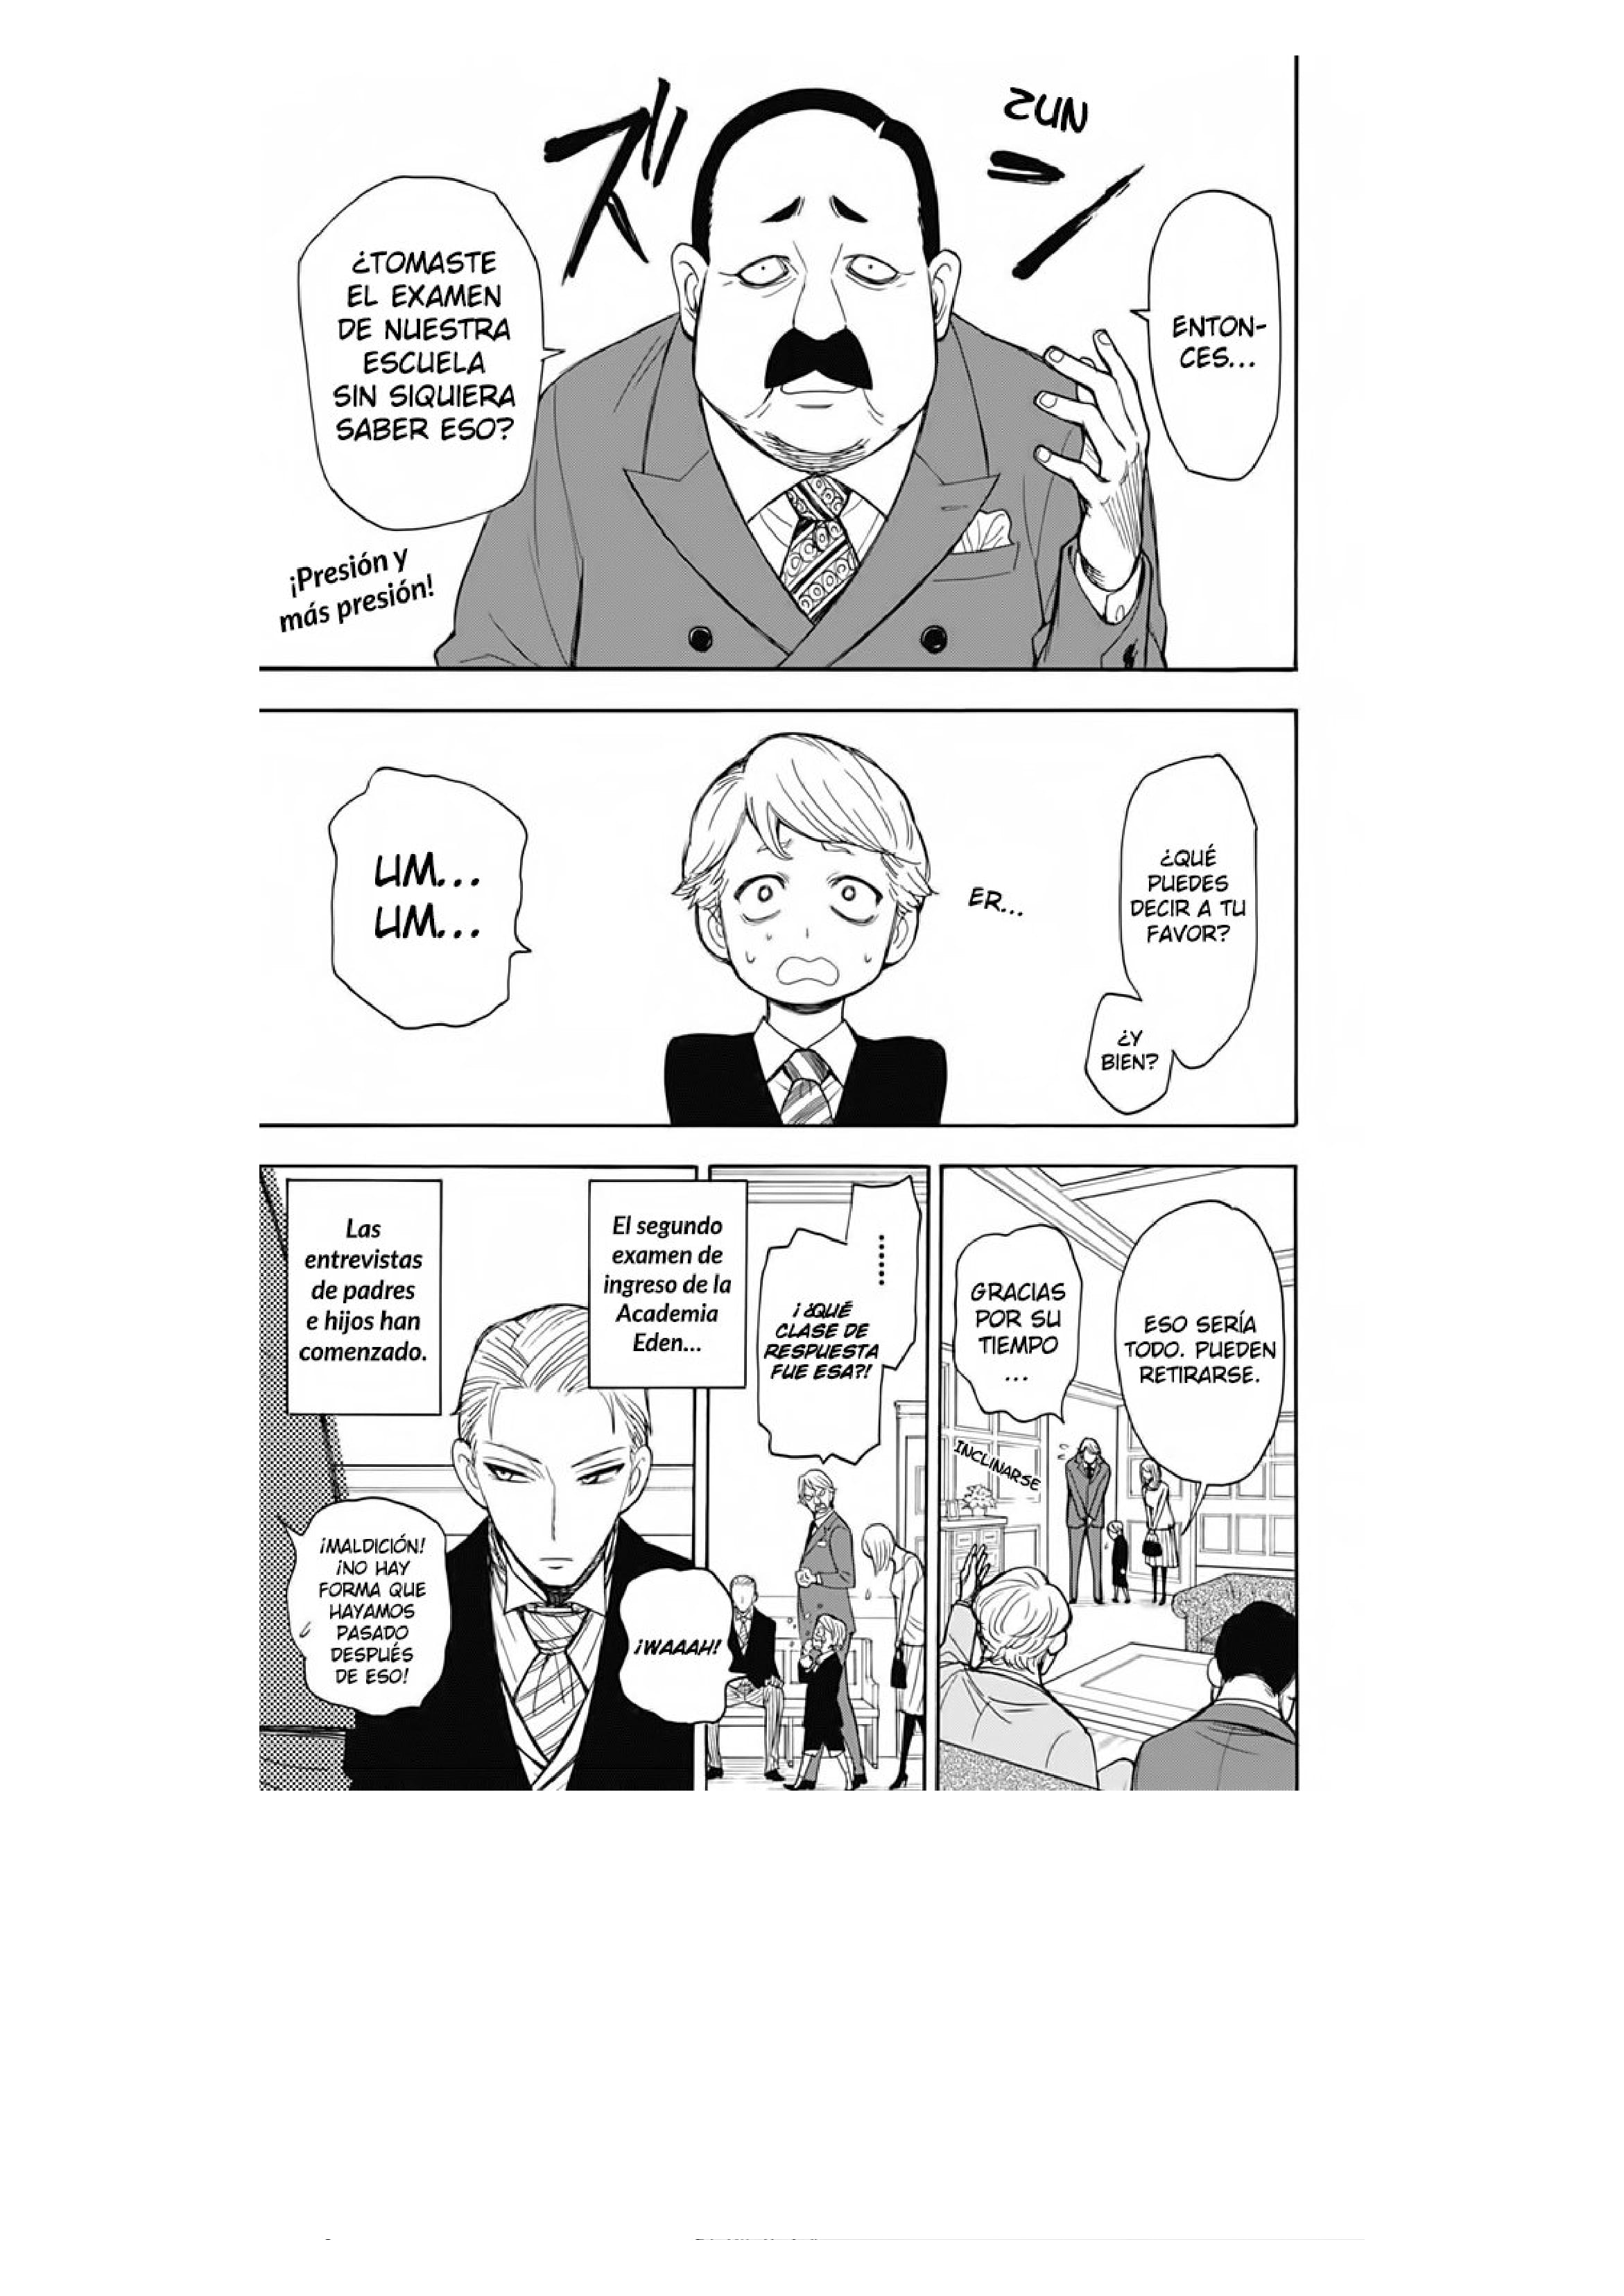 ZUN
ズーン
ENTON-
CES...
¿TOMASTE
EL EXAMEN
DE NUESTRA
ESCUELA
SIN SIQUIERA
SABER ESO?
¡Presión y
más presión!
¿QUÉ
PUEDES
DECIR A TU
FAVOR?
¿Y
BIEN?
ER...
UM...
UM...
ESO SERÍA
TODO. PUEDEN
RETIRARSE.
GRACIAS
POR SU
TIEMPO
...
INCLINARSE
......
¡¿QUÉ
CLASE DE
RESPUESTA
FUE ESA?!
¡WAAAH!
El segundo
examen de
ingreso de la
Academia
Eden...
Las
entrevistas
de padres
e hijos han
comenzado.
¡MALDICIÓN!
¡NO HAY
FORMA QUE
HAYAMOS
PASADO
DESPUÉS
DE ESO!